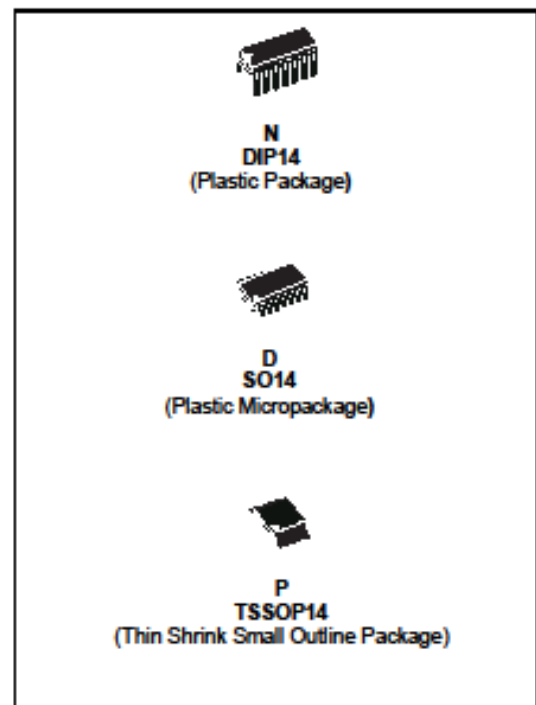 N
DIP14
(Plastic Package)
D
SO14
(Plastic Micropackage)
P
TSSOP14
(Thin Shrink Small Outline Package)